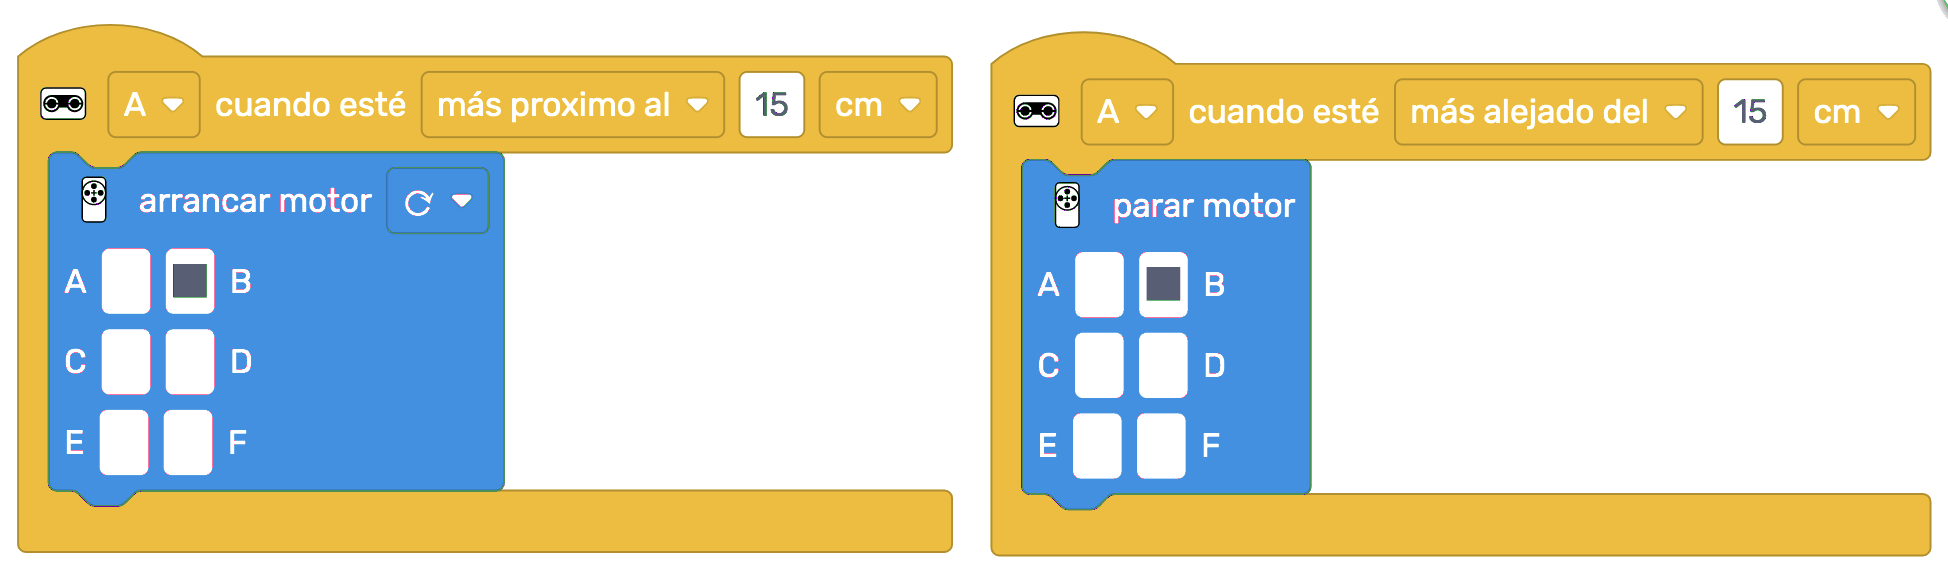 A cuando esté más proximo al 15 cm
arrancar motor
A B
C D
E F
A cuando esté más alejado del 15 cm
parar motor
A B
C D
E F